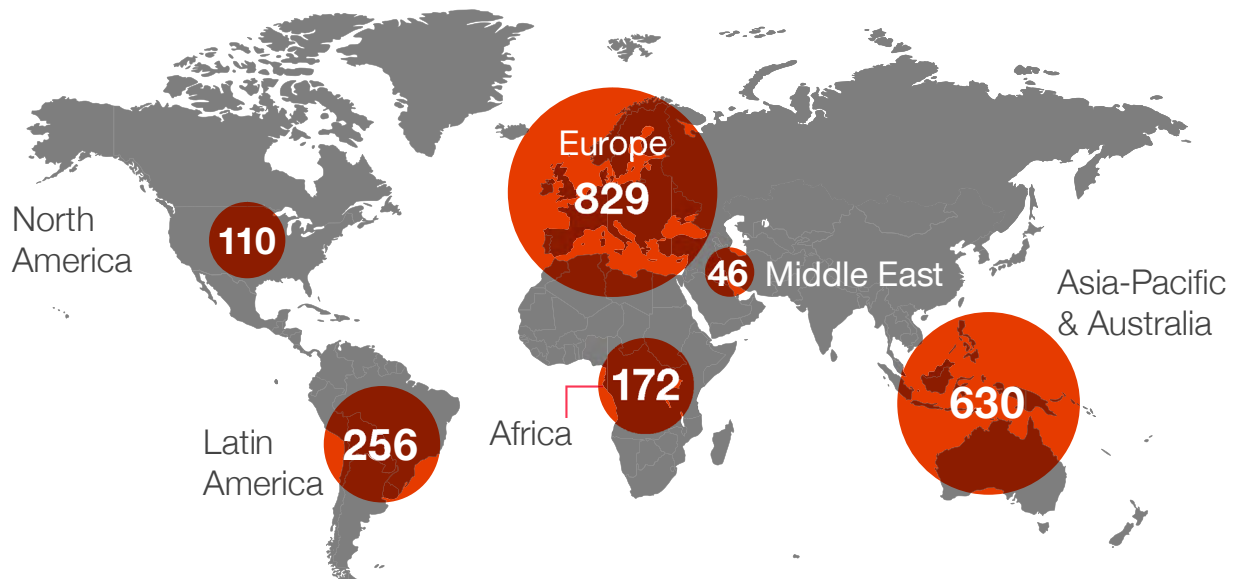 Europe
829
North
America
110
46
Middle East
Asia-Pacific
& Australia
172
Africa
630
Latin
America
256